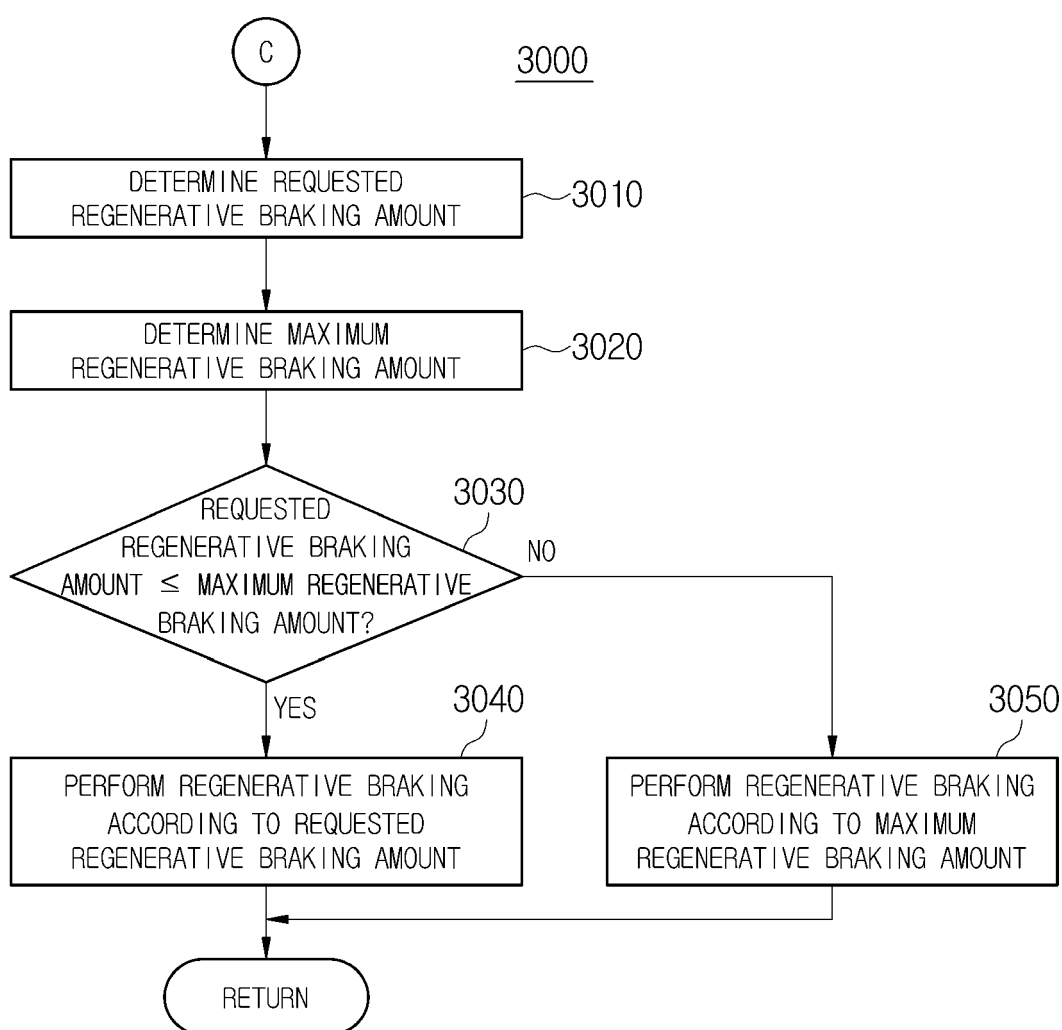 C
3000
DETERMINE REQUESTED
REGENERATIVE BRAKING AMOUNT
3010
DETERMINE MAXIMUM
REGENERATIVE BRAKING AMOUNT
3020
3030
REQUESTED
REGENERATIVE BRAKING
AMOUNT ≦ MAXIMUM REGENERATIVE
BRAKING AMOUNT?
NO
YES
3040
PERFORM REGENERATIVE BRAKING
ACCORDING TO REQUESTED
REGENERATIVE BRAKING AMOUNT
3050
PERFORM REGENERATIVE BRAKING
ACCORDING TO MAXIMUM
REGENERATIVE BRAKING AMOUNT
RETURN